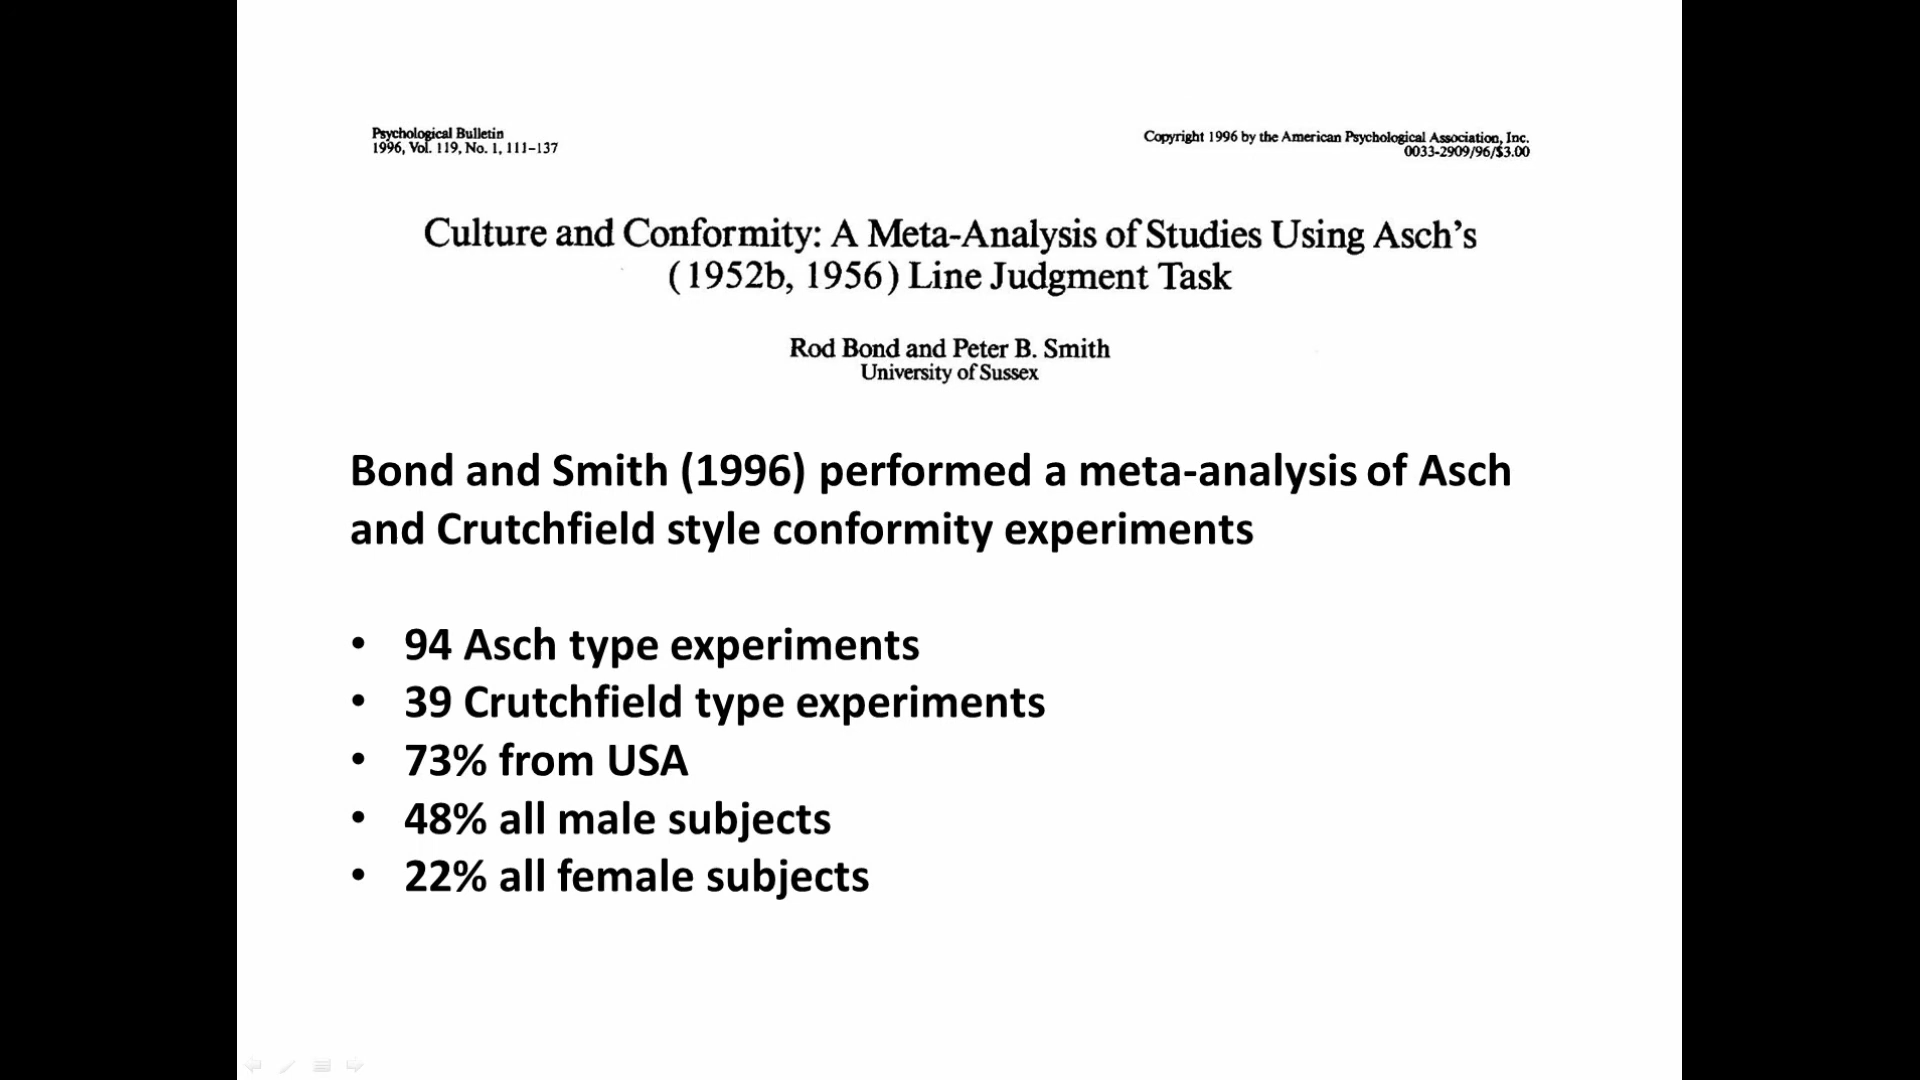 Psychological Bulletin
1996, Vol. 119, No. 1, 111–137
Copyright 1996 by the American Psychological Association, Inc.
0033-2909/96/$3.00
Culture and Conformity: A Meta-Analysis of Studies Using Asch's
(1952b, 1956) Line Judgment Task
Rod Bond and Peter B. Smith
University of Sussex
Bond and Smith (1996) performed a meta-analysis of Asch
and Crutchfield style conformity experiments
• 94 Asch type experiments
• 39 Crutchfield type experiments
• 73% from USA
• 48% all male subjects
• 22% all female subjects